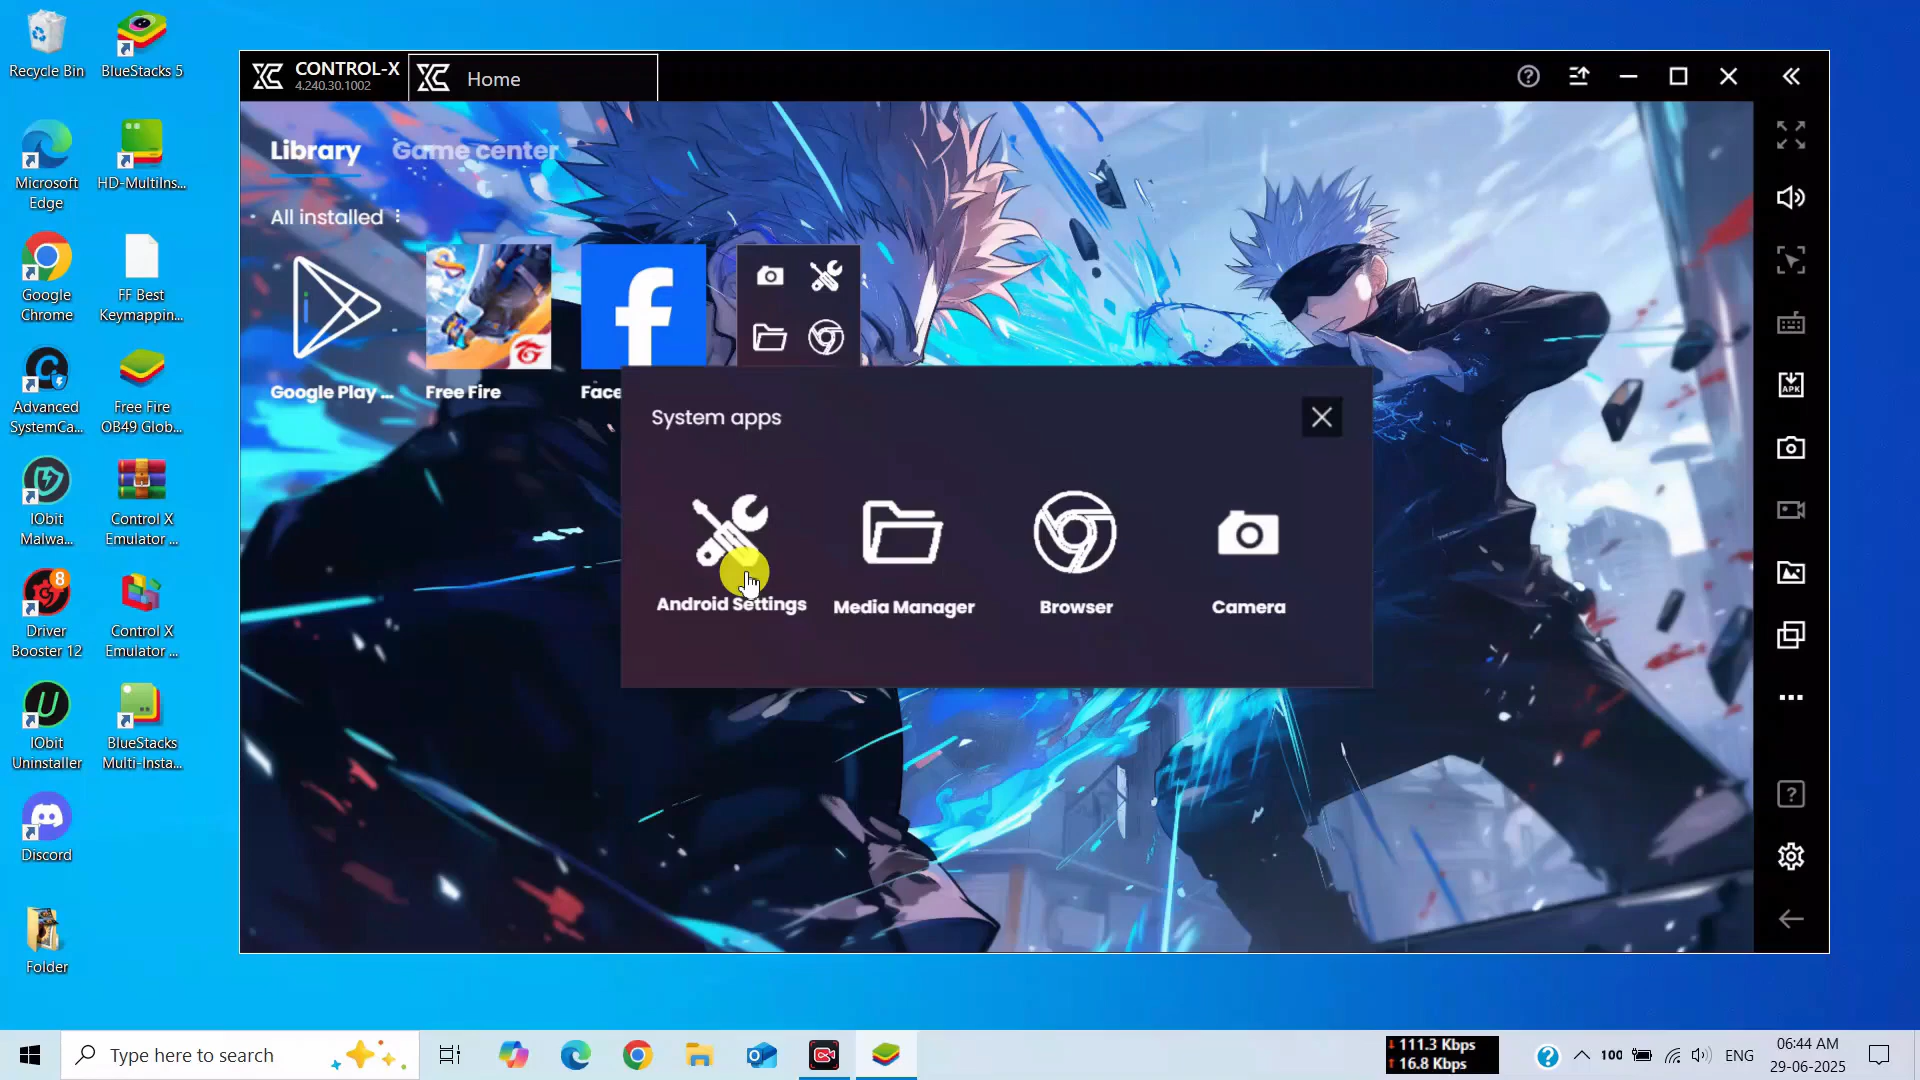 Recycle Bin
BlueStacks 5
Microsoft
Edge
HD-MultiIns...
Google
Chrome
FF Best
Keymappin...
Advanced
SystemCa...
Free Fire
OB49 Glob...
IObit
Malwa...
Control X
Emulator ...
8
Driver
Booster 12
Control X
Emulator ...
IObit
Uninstaller
BlueStacks
Multi-Insta...
Discord
Folder
CONTROL-X
4.240.30.1002
Home
Library
Game center
All installed
Google Play ...
Free Fire
Face
System apps
Android Settings
Media Manager
Browser
Camera
APK
Type here to search
111.3 Kbps
16.8 Kbps
100
ENG
06:44 AM
29-06-2025